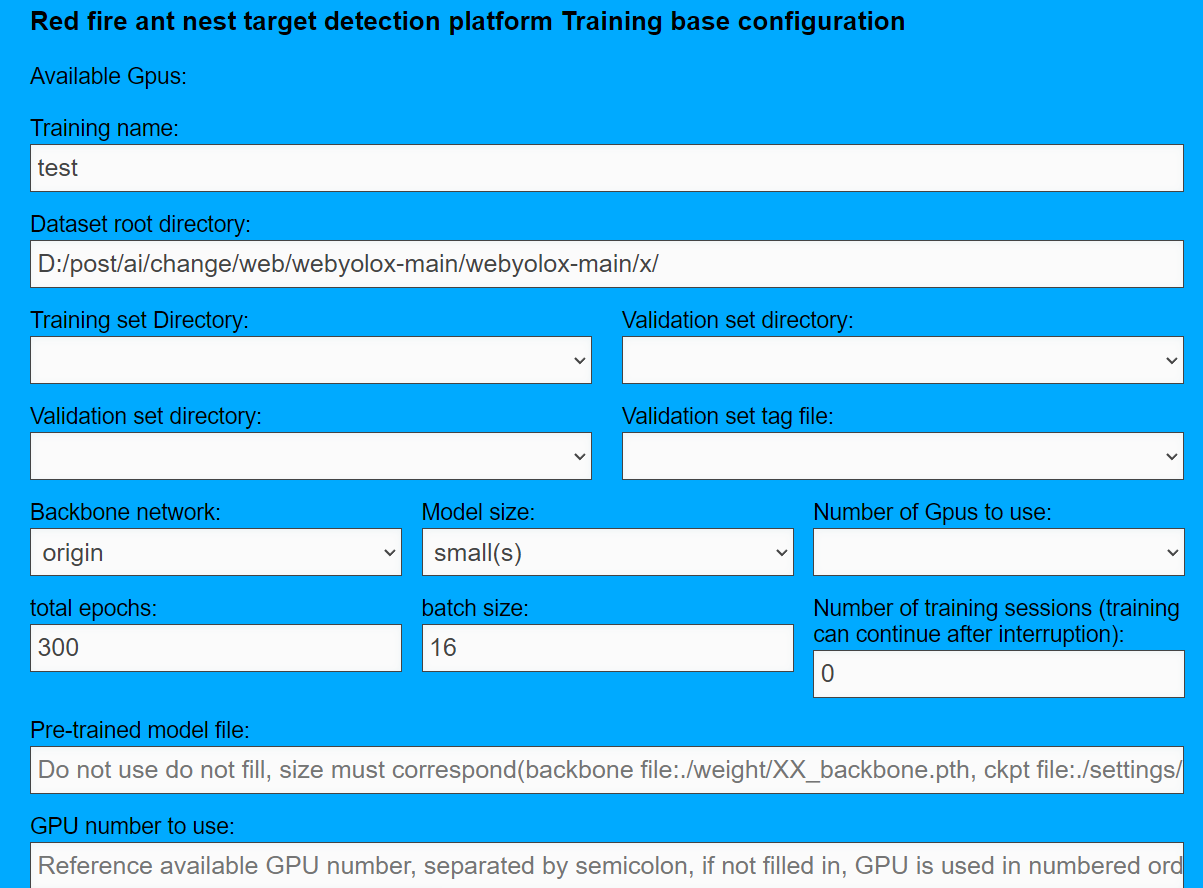 Red fire ant nest target detection platform Training base configuration
Available Gpus:
Training name:
test
Dataset root directory:
D:/post/ai/change/web/webyolox-main/webyolox-main/x/
Training set Directory:
Validation set directory:
Validation set directory:
Validation set tag file:
Backbone network:
Model size:
Number of Gpus to use:
origin
small(s)
total epochs:
batch size:
Number of training sessions (training
can continue after interruption):
300
16
0
Pre-trained model file:
Do not use do not fill, size must correspond(backbone file:./weight/XX_backbone.pth, ckpt file:./settings/
GPU number to use:
Reference available GPU number, separated by semicolon, if not filled in, GPU is used in numbered ord